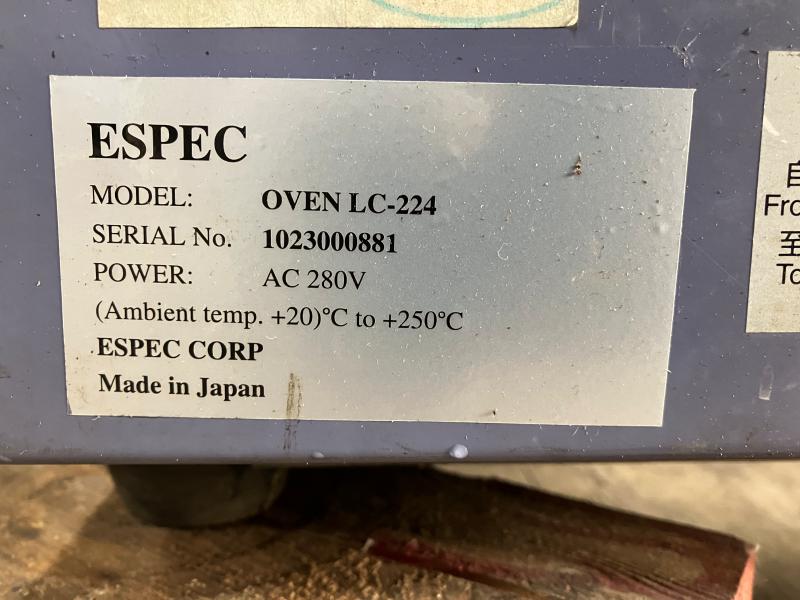 ESPEC
MODEL: OVEN LC-224
SERIAL No. 1023000881
POWER: AC 280V
(Ambient temp. +20)°C to +250°C
ESPEC CORP
Made in Japan
自
Fro
至
To